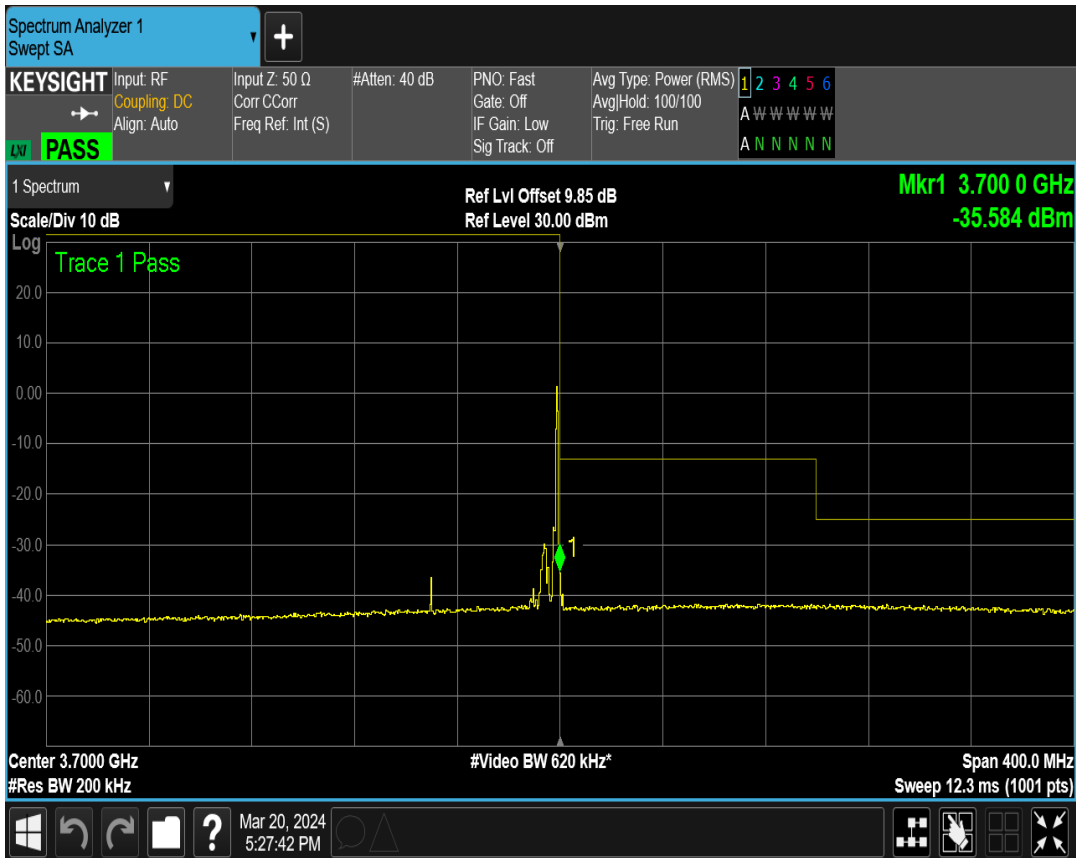 Spectrum Analyzer 1
Swept SA
+
KEYSIGHT
LXI PASS
Input: RF
Coupling: DC
Align: Auto
Input Z: 50 Ω
Corr CCorr
Freq Ref: Int (S)
#Atten: 40 dB
PNO: Fast
Gate: Off
IF Gain: Low
Sig Track: Off
Avg Type: Power (RMS)
Avg|Hold: 100/100
Trig: Free Run
1 2 3 4 5 6
A W W W W W
A N N N N N
1 Spectrum
Scale/Div 10 dB
Ref Lvl Offset 9.85 dB
Ref Level 30.00 dBm
Mkr1 3.700 0 GHz
-35.584 dBm
Log
Trace 1 Pass
20.0
10.0
0.00
-10.0
-20.0
-30.0
1
-40.0
-50.0
-60.0
Center 3.7000 GHz
#Video BW 620 kHz*
Span 400.0 MHz
#Res BW 200 kHz
Sweep 12.3 ms (1001 pts)
?
Mar 20, 2024
5:27:42 PM